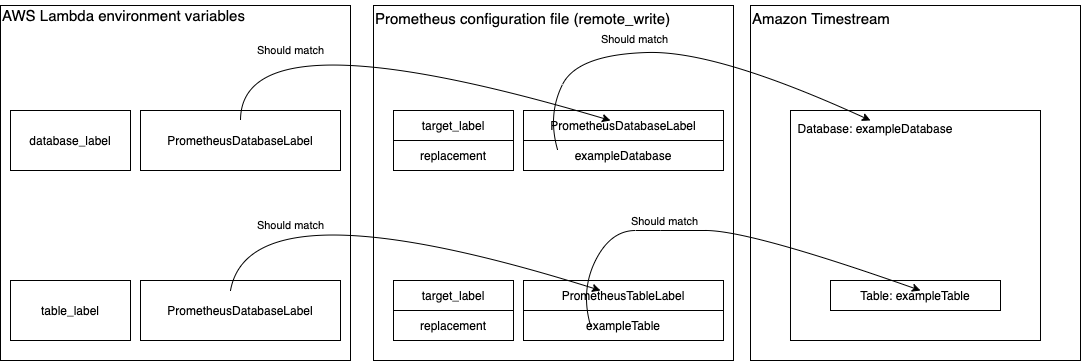 AWS Lambda environment variables
Prometheus configuration file (remote_write)
Amazon Timestream
Should match
Should match
database_label
PrometheusDatabaseLabel
target_label
PrometheusDatabaseLabel
replacement
exampleDatabase
Database: exampleDatabase
Should match
Should match
table_label
PrometheusDatabaseLabel
target_label
PrometheusTableLabel
replacement
exampleTable
Table: exampleTable